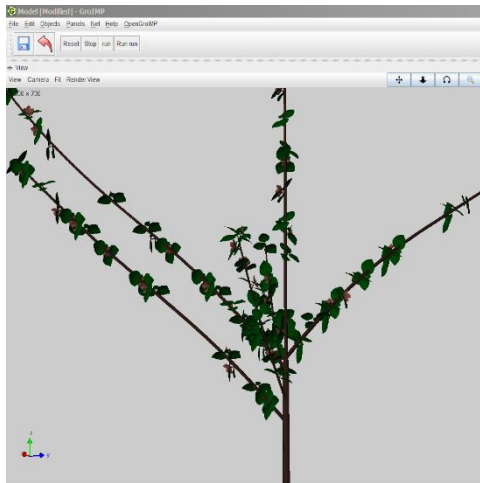 Model [Modified] - GroIMP
File Edit Objects Panels Net Help OpenGroIMP
Reset Stop run Run run
View
View Camera Fit Render View
x 730
Y